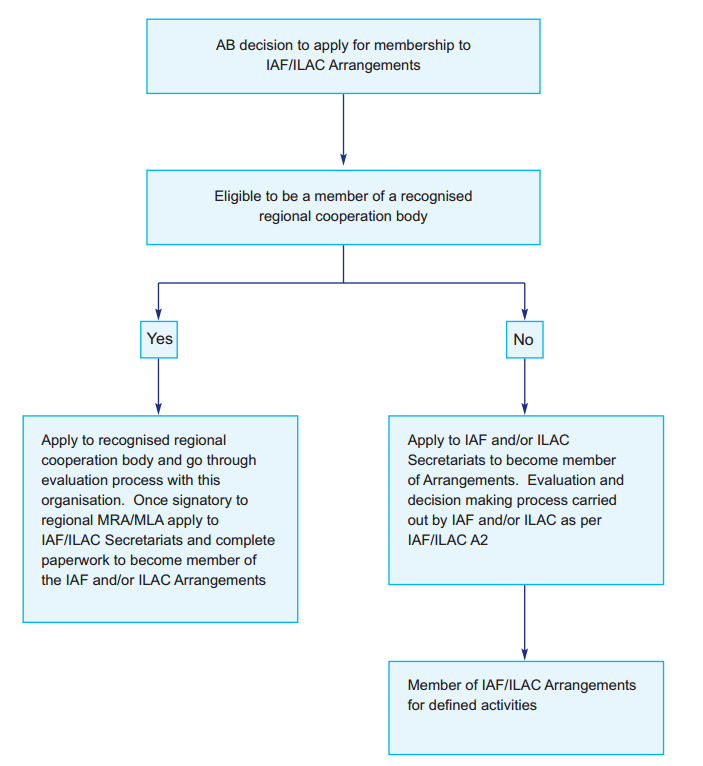 AB decision to apply for membership to
IAF/ILAC Arrangements
Eligible to be a member of a recognised
regional cooperation body
Yes
No
Apply to recognised regional
cooperation body and go through
evaluation process with this
organisation. Once signatory to
regional MRA/MLA apply to
IAF/ILAC Secretariats and complete
paperwork to become member of
the IAF and/or ILAC Arrangements
Apply to IAF and/or ILAC
Secretariats to become member
of Arrangements. Evaluation and
decision making process carried
out by IAF and/or ILAC as per
IAF/ILAC A2
Member of IAF/ILAC Arrangements
for defined activities